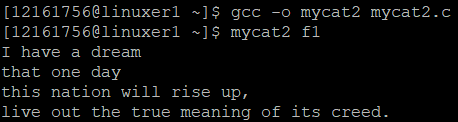 [12161756@linuxer1 ~]$ gcc -o mycat2 mycat2.c
[12161756@linuxer1 ~]$ mycat2 f1
I have a dream
that one day
this nation will rise up,
live out the true meaning of its creed.